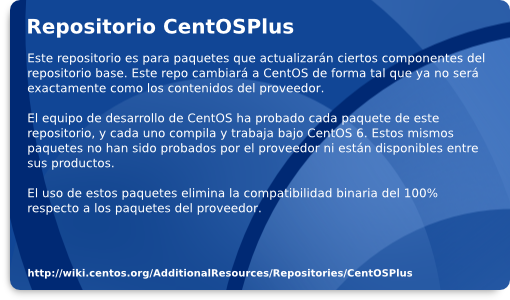 Repositorio CentOSPlus
Este repositorio es para paquetes que actualizarán ciertos componentes del
repositorio base. Este repo cambiará a CentOS de forma tal que ya no será
exactamente como los contenidos del proveedor.
El equipo de desarrollo de CentOS ha probado cada paquete de este
repositorio, y cada uno compila y trabaja bajo CentOS 6. Estos mismos
paquetes no han sido probados por el proveedor ni están disponibles entre
sus productos.
El uso de estos paquetes elimina la compatibilidad binaria del 100%
respecto a los paquetes del proveedor.
http://wiki.centos.org/AdditionalResources/Repositories/CentOSPlus